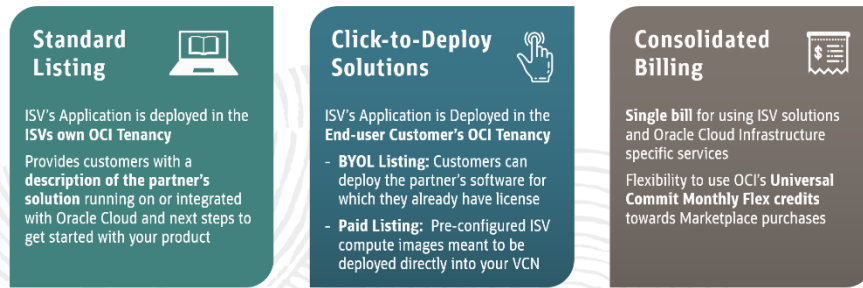 Standard
Listing
ISV's Application is deployed in the
ISVs own OCI Tenancy
Provides customers with a
description of the partner's
solution running on or integrated
with Oracle Cloud and next steps to
get started with your product
Click-to-Deploy
Solutions
ISV's Application is Deployed in the
End-user Customer's OCI Tenancy
- BYOL Listing: Customers can
deploy the partner's software for
which they already have license
- Paid Listing: Pre-configured ISV
compute images meant to be
deployed directly into your VCN
Consolidated
Billing
$
Single bill for using ISV solutions
and Oracle Cloud Infrastructure
specific services
Flexibility to use OCI's Universal
Commit Monthly Flex credits
towards Marketplace purchases